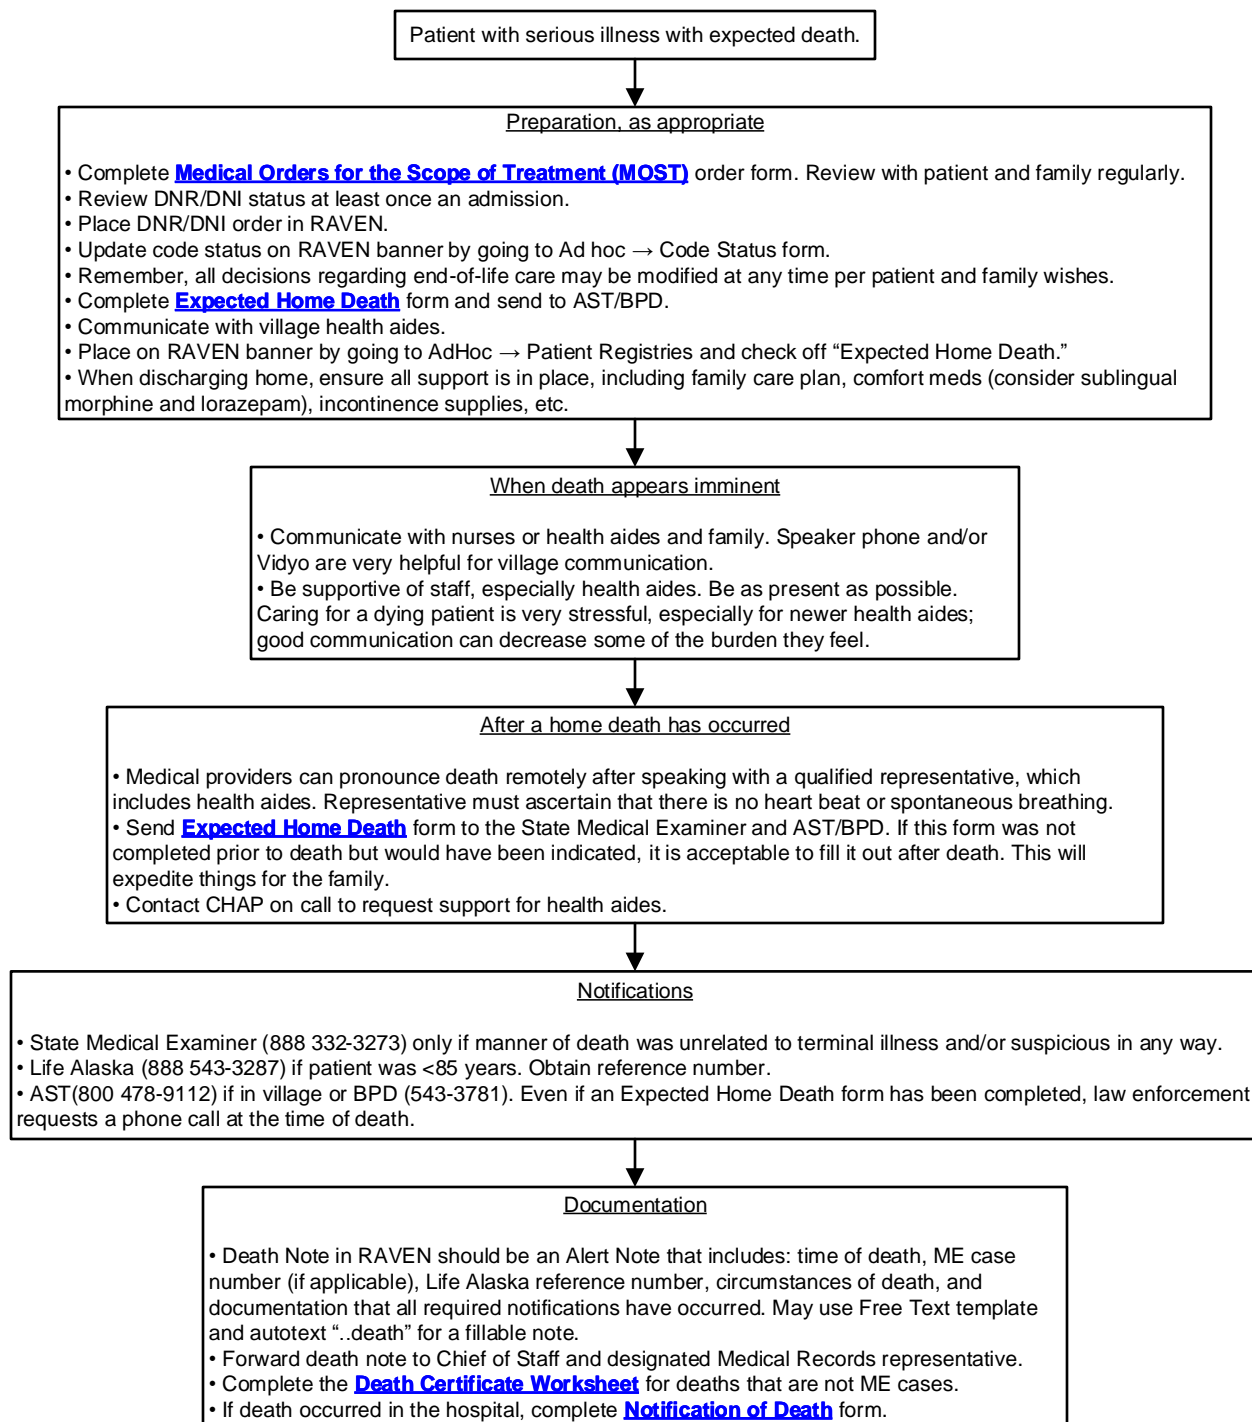 Patient with serious illness with expected death.
Preparation, as appropriate
• Complete Medical Orders for the Scope of Treatment (MOST) order form. Review with patient and family regularly.
• Review DNR/DNI status at least once an admission.
• Place DNR/DNI order in RAVEN.
• Update code status on RAVEN banner by going to Ad hoc → Code Status form.
• Remember, all decisions regarding end-of-life care may be modified at any time per patient and family wishes.
• Complete Expected Home Death form and send to AST/BPD.
• Communicate with village health aides.
• Place on RAVEN banner by going to AdHoc → Patient Registries and check off “Expected Home Death.”
• When discharging home, ensure all support is in place, including family care plan, comfort meds (consider sublingual
morphine and lorazepam), incontinence supplies, etc.
When death appears imminent
• Communicate with nurses or health aides and family. Speaker phone and/or
Vidyo are very helpful for village communication.
• Be supportive of staff, especially health aides. Be as present as possible.
Caring for a dying patient is very stressful, especially for newer health aides;
good communication can decrease some of the burden they feel.
After a home death has occurred
• Medical providers can pronounce death remotely after speaking with a qualified representative, which
includes health aides. Representative must ascertain that there is no heart beat or spontaneous breathing.
• Send Expected Home Death form to the State Medical Examiner and AST/BPD. If this form was not
completed prior to death but would have been indicated, it is acceptable to fill it out after death. This will
expedite things for the family.
• Contact CHAP on call to request support for health aides.
Notifications
• State Medical Examiner (888 332-3273) only if manner of death was unrelated to terminal illness and/or suspicious in any way.
• Life Alaska (888 543-3287) if patient was <85 years. Obtain reference number.
• AST(800 478-9112) if in village or BPD (543-3781). Even if an Expected Home Death form has been completed, law enforcement
requests a phone call at the time of death.
Documentation
• Death Note in RAVEN should be an Alert Note that includes: time of death, ME case
number (if applicable), Life Alaska reference number, circumstances of death, and
documentation that all required notifications have occurred. May use Free Text template
and autotext “..death” for a fillable note.
• Forward death note to Chief of Staff and designated Medical Records representative.
• Complete the Death Certificate Worksheet for deaths that are not ME cases.
• If death occurred in the hospital, complete Notification of Death form.